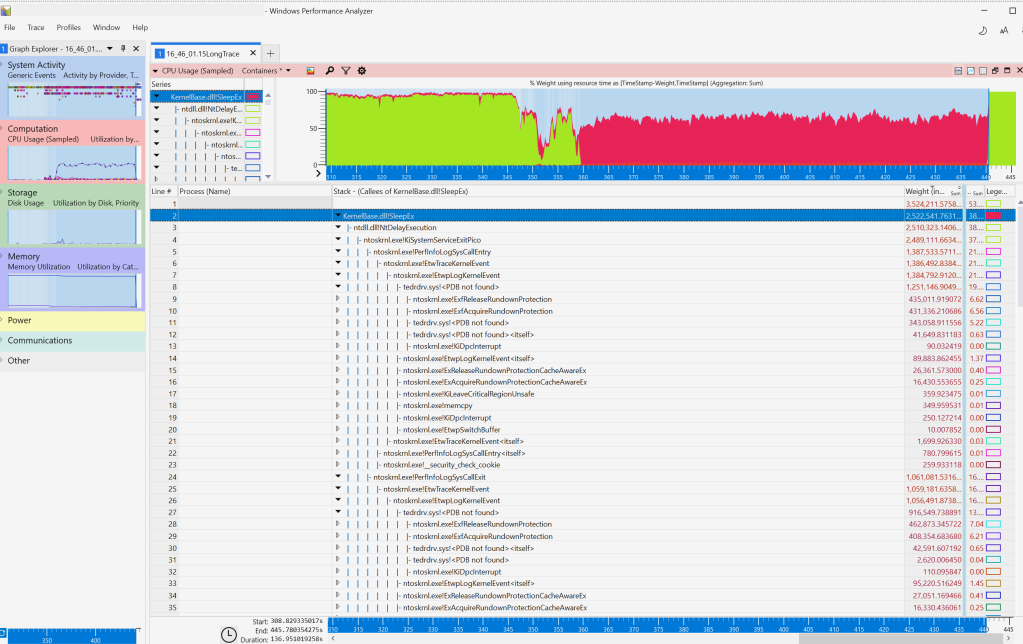 - Windows Performance Analyzer
File Trace Profiles Window Help
1 Graph Explorer - 16_46_01....
1 16_46_01.15LongTrace
System Activity
Generic Events Activity by Provider, T...
Computation
CPU Usage (Sampled) Utilization by...
Storage
Disk Usage Utilization by Disk, Priority
Memory
Memory Utilization Utilization by Cat...
Power
Communications
Other
350 400
CPU Usage (Sampled) Containers *
Series
KernelBase.dll!SleepEx
|- ntdll.dll!NtDelayE...
|- ntoskrnl.exe!K...
|- ntoskrnl.ex...
|- ntoskrnl....
|- ntos...
|- te...
% Weight using resource time as [TimeStamp-Weight,TimeStamp] (Aggregation: Sum)
100
50
0
315 320 325 330 335 340 345 350 355 360 365 370 375 380 385 390 395 400 405 410 415 420 425 430 435 44 445
Line # Process (Name) Stack - (Callees of KernelBase.dll!SleepEx) Weight (in... Sum ... Sum Lege...
1 3,524,211.5758... 53....
2 KernelBase.dll!SleepEx 2,522,541.7631... 38....
3 |- ntdll.dll!NtDelayExecution 2,510,323.1406... 38....
4 |- ntoskrnl.exe!KiSystemServiceExitPico 2,489,111.6634... 37....
5 |- ntoskrnl.exe!PerfInfoLogSysCallEntry 1,387,533.5711... 21....
6 |- ntoskrnl.exe!EtwTraceKernelEvent 1,386,492.8384... 21....
7 |- ntoskrnl.exe!EtwpLogKernelEvent 1,384,792.9120... 21....
8 |- tedrdrv.sys!<PDB not found> 1,251,146.9049... 19....
9 |- ntoskrnl.exe!ExfReleaseRundownProtection 435,011.919072 6.62
10 |- ntoskrnl.exe!ExfAcquireRundownProtection 431,336.210686 6.56
11 |- tedrdrv.sys!<PDB not found> 343,058.911556 5.22
12 |- tedrdrv.sys!<PDB not found><itself> 41,649.831183 0.63
13 |- ntoskrnl.exe!KiDpcInterrupt 90.032419 0.00
14 |- ntoskrnl.exe!EtwpLogKernelEvent<itself> 89,883.862455 1.37
15 |- ntoskrnl.exe!ExReleaseRundownProtectionCacheAwareEx 26,361.573000 0.40
16 |- ntoskrnl.exe!ExAcquireRundownProtectionCacheAwareEx 16,430.553655 0.25
17 |- ntoskrnl.exe!KiLeaveCriticalRegionUnsafe 359.923475 0.01
18 |- ntoskrnl.exe!memcpy 349.959531 0.01
19 |- ntoskrnl.exe!KiDpcInterrupt 250.127214 0.00
20 |- ntoskrnl.exe!EtwpSwitchBuffer 10.007852 0.00
21 |- ntoskrnl.exe!EtwTraceKernelEvent<itself> 1,699.926330 0.03
22 |- ntoskrnl.exe!PerfInfoLogSysCallEntry<itself> 780.799615 0.01
23 |- ntoskrnl.exe!_security_check_cookie 259.933118 0.00
24 |- ntoskrnl.exe!PerfInfoLogSysCallExit 1,061,081.5316... 16....
25 |- ntoskrnl.exe!EtwTraceKernelEvent 1,059,181.6358... 16....
26 |- ntoskrnl.exe!EtwpLogKernelEvent 1,056,491.8738... 16....
27 |- tedrdrv.sys!<PDB not found> 916,549.738891 13....
28 |- ntoskrnl.exe!ExfReleaseRundownProtection 462,873.345722 7.04
29 |- ntoskrnl.exe!ExfAcquireRundownProtection 408,354.683680 6.21
30 |- tedrdrv.sys!<PDB not found><itself> 42,591.607192 0.65
31 |- tedrdrv.sys!<PDB not found> 2,620.006450 0.04
32 |- ntoskrnl.exe!KiDpcInterrupt 110.095847 0.00
33 |- ntoskrnl.exe!EtwpLogKernelEvent<itself> 95,220.516249 1.45
34 |- ntoskrnl.exe!ExReleaseRundownProtectionCacheAwareEx 27,051.169466 0.41
35 |- ntoskrnl.exe!ExAcquireRundownProtectionCacheAwareEx 16,330.436061 0.25
Start: 308.829335017s
End: 445.780354275s
Duration: 136.951019258s
310 315 320 325 330 335 340 345 350 355 360 365 370 375 380 385 390 395 400 405 410 415 420 425 430 435 44 445